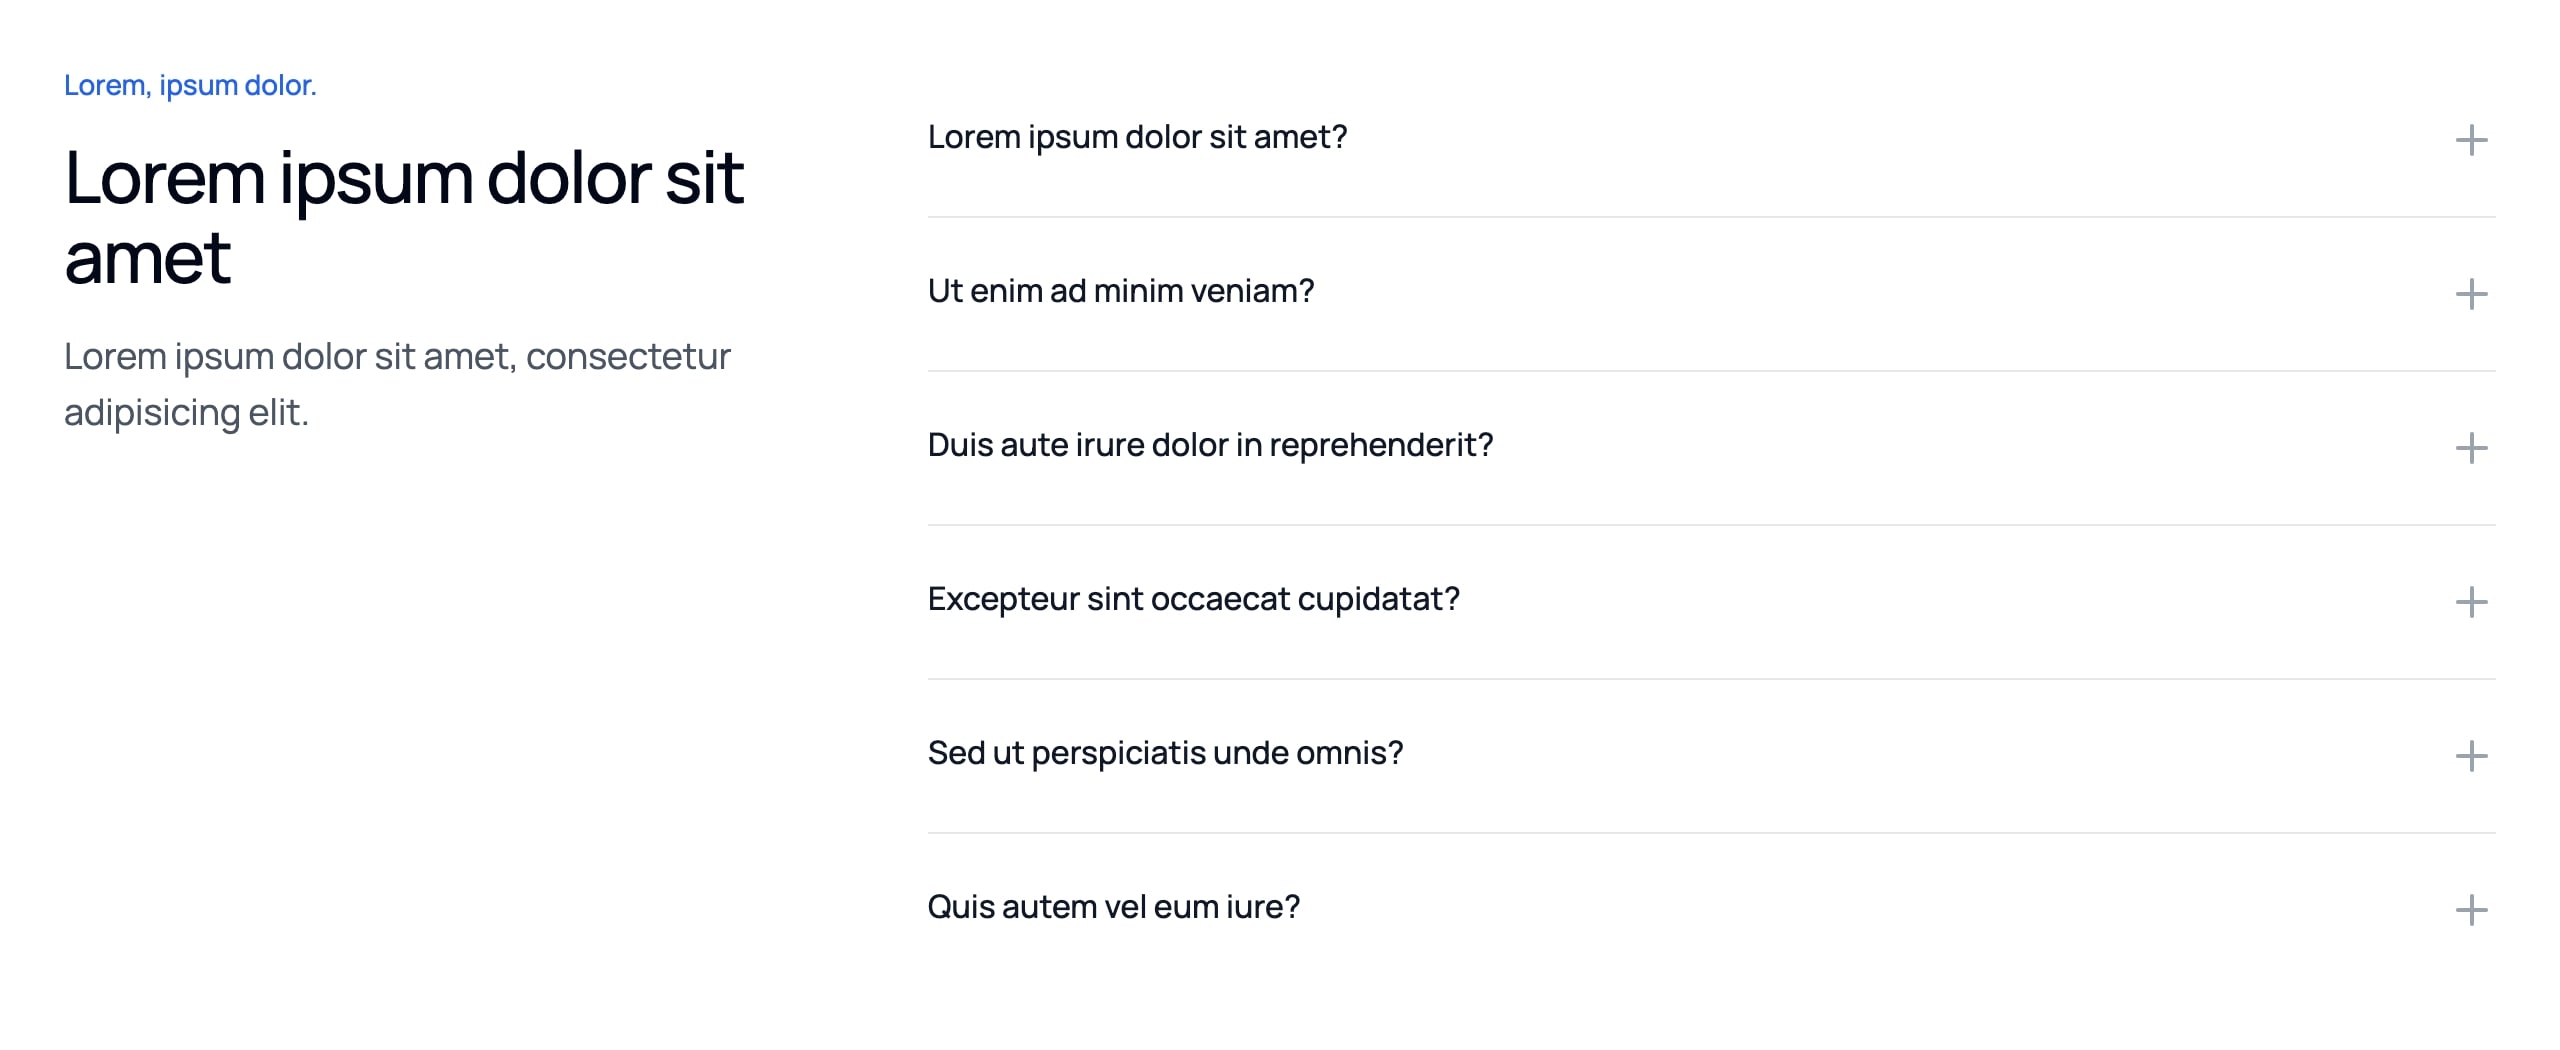 Lorem, ipsum dolor.
Lorem ipsum dolor sit
amet
Lorem ipsum dolor sit amet, consectetur
adipisicing elit.
Lorem ipsum dolor sit amet?
Ut enim ad minim veniam?
Duis aute irure dolor in reprehenderit?
Excepteur sint occaecat cupidatat?
Sed ut perspiciatis unde omnis?
Quis autem vel eum iure?